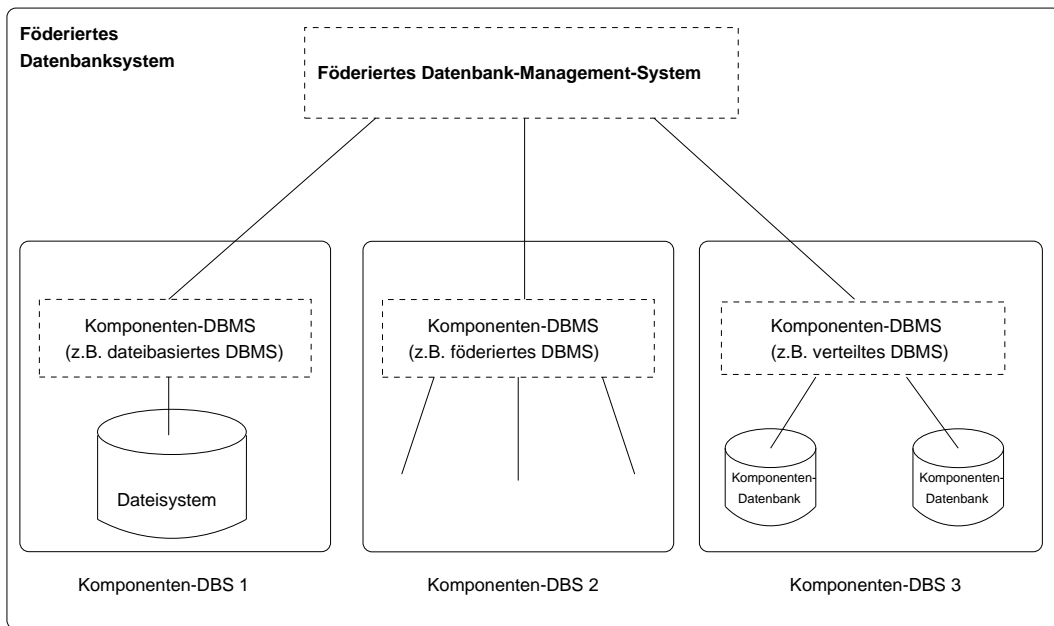 Föderiertes
Datenbanksystem
Föderiertes Datenbank-Management-System
Komponenten-DBMS
(z.B. dateibasiertes DBMS)
Komponenten-DBMS
(z.B. föderiertes DBMS)
Komponenten-DBMS
(z.B. verteiltes DBMS)
Dateisystem
Komponenten-
Datenbank
Komponenten-
Datenbank
Komponenten-DBS 1
Komponenten-DBS 2
Komponenten-DBS 3